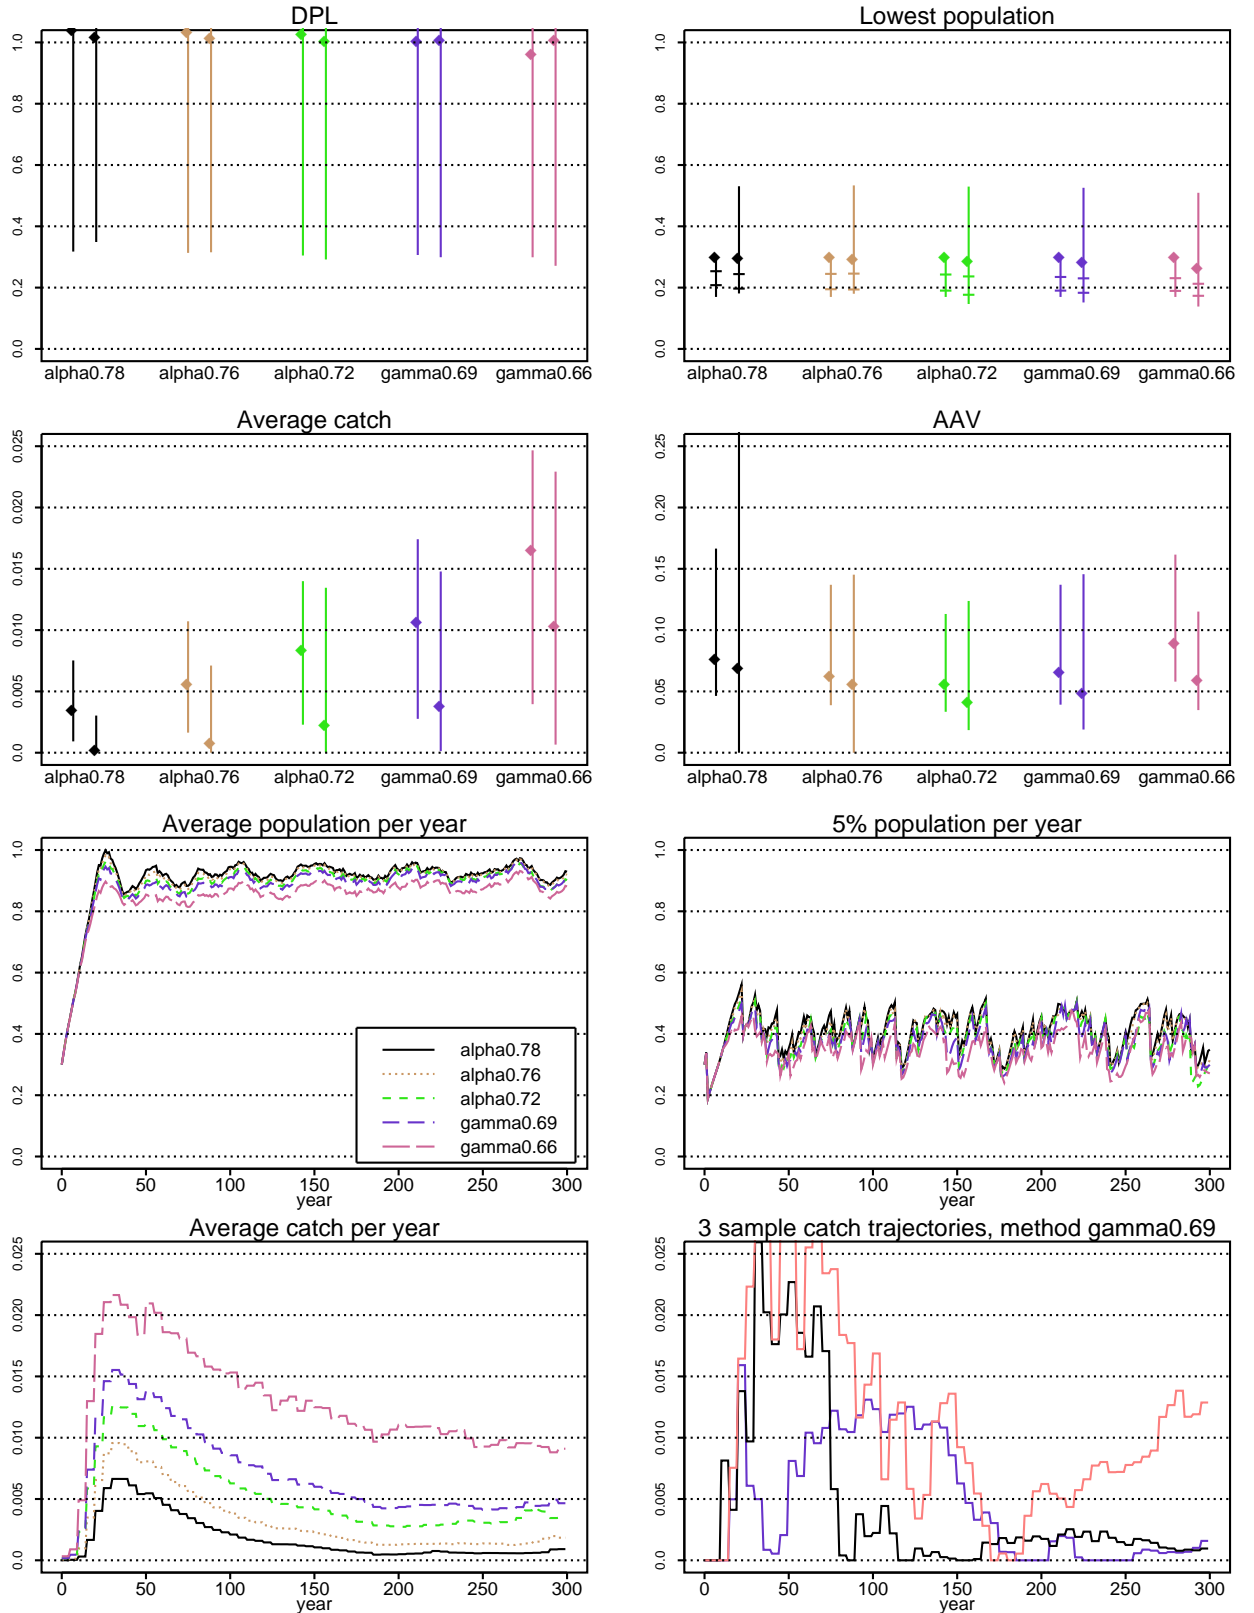 DPL
1.0
0.8
0.6
0.4
0.2
0.0
alpha0.78 alpha0.76 alpha0.72 gamma0.69 gamma0.66
Lowest population
1.0
0.8
0.6
0.4
0.2
0.0
alpha0.78 alpha0.76 alpha0.72 gamma0.69 gamma0.66
Average catch
0.025
0.020
0.015
0.010
0.005
0.0
alpha0.78 alpha0.76 alpha0.72 gamma0.69 gamma0.66
AAV
0.25
0.20
0.15
0.10
0.05
0.0
alpha0.78 alpha0.76 alpha0.72 gamma0.69 gamma0.66
Average population per year
1.0
0.8
0.6
0.4
0.2
0.0
alpha0.78
alpha0.76
alpha0.72
gamma0.69
gamma0.66
0 50 100 150 200 250 300
year
5% population per year
1.0
0.8
0.6
0.4
0.2
0.0
0 50 100 150 200 250 300
year
Average catch per year
0.025
0.020
0.015
0.010
0.005
0.0
0 50 100 150 200 250 300
year
3 sample catch trajectories, method gamma0.69
0.025
0.020
0.015
0.010
0.005
0.0
0 50 100 150 200 250 300
year